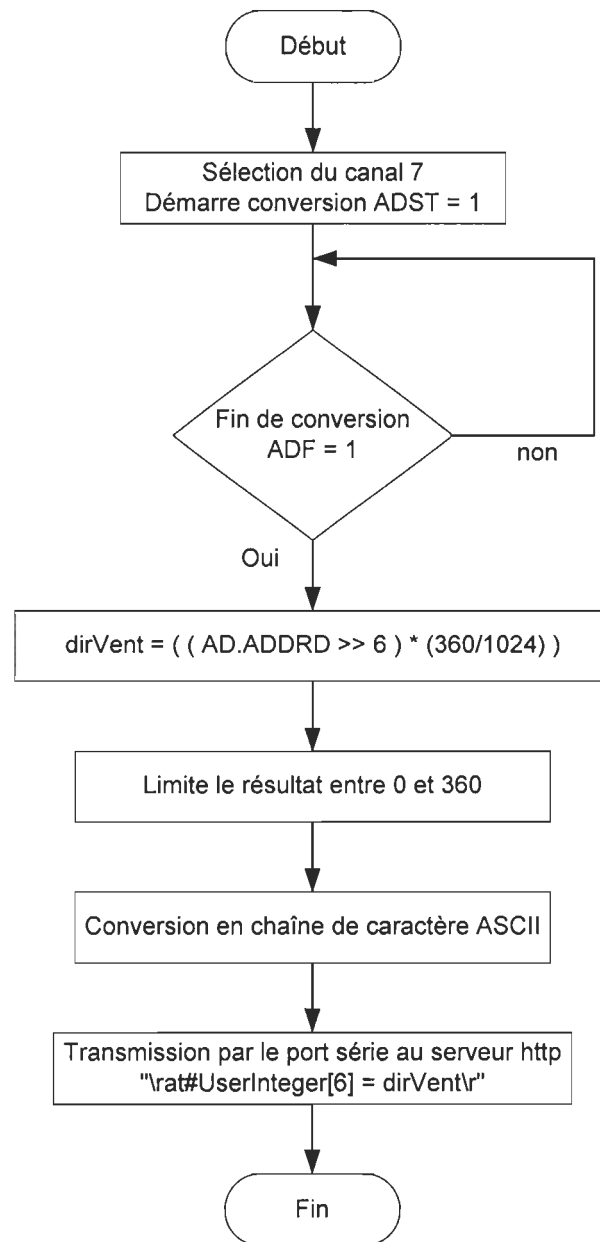 Début
Sélection du canal 7
Démarre conversion ADST = 1
Fin de conversion
ADF = 1
non
Oui
dirVent = ( ( AD.ADDRD >> 6 ) * (360/1024) )
Limite le résultat entre 0 et 360
Conversion en chaîne de caractère ASCII
Transmission par le port série au serveur http
"\rat#UserInteger[6] = dirVent\r"
Fin